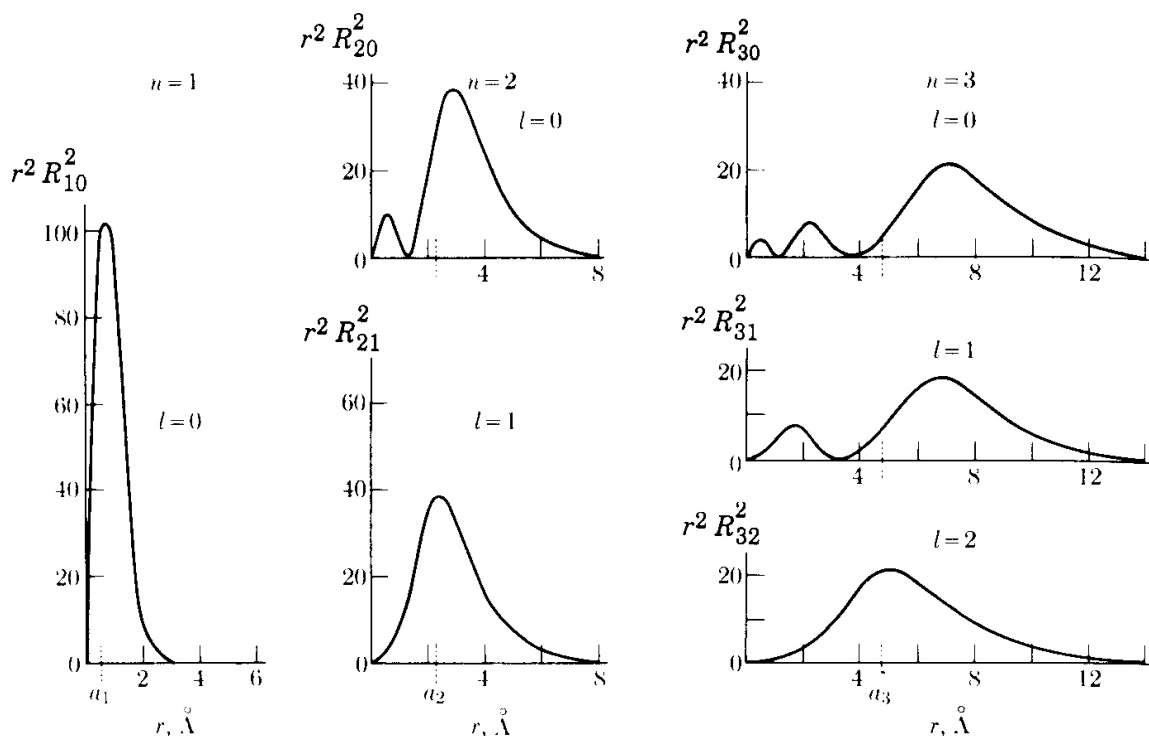 n = 1
r² R²₁₀
100
80
60
40
20
0
l = 0
a₁
2
4
6
r, Å
r² R²₂₀
40
20
0
n = 2
l = 0
4
8
r² R²₂₁
60
40
20
0
l = 1
a₂
4
8
r, Å
r² R²₃₀
40
20
0
n = 3
l = 0
4
8
12
r² R²₃₁
20
0
l = 1
4
8
12
r² R²₃₂
20
0
l = 2
4
a₃
8
12
r, Å